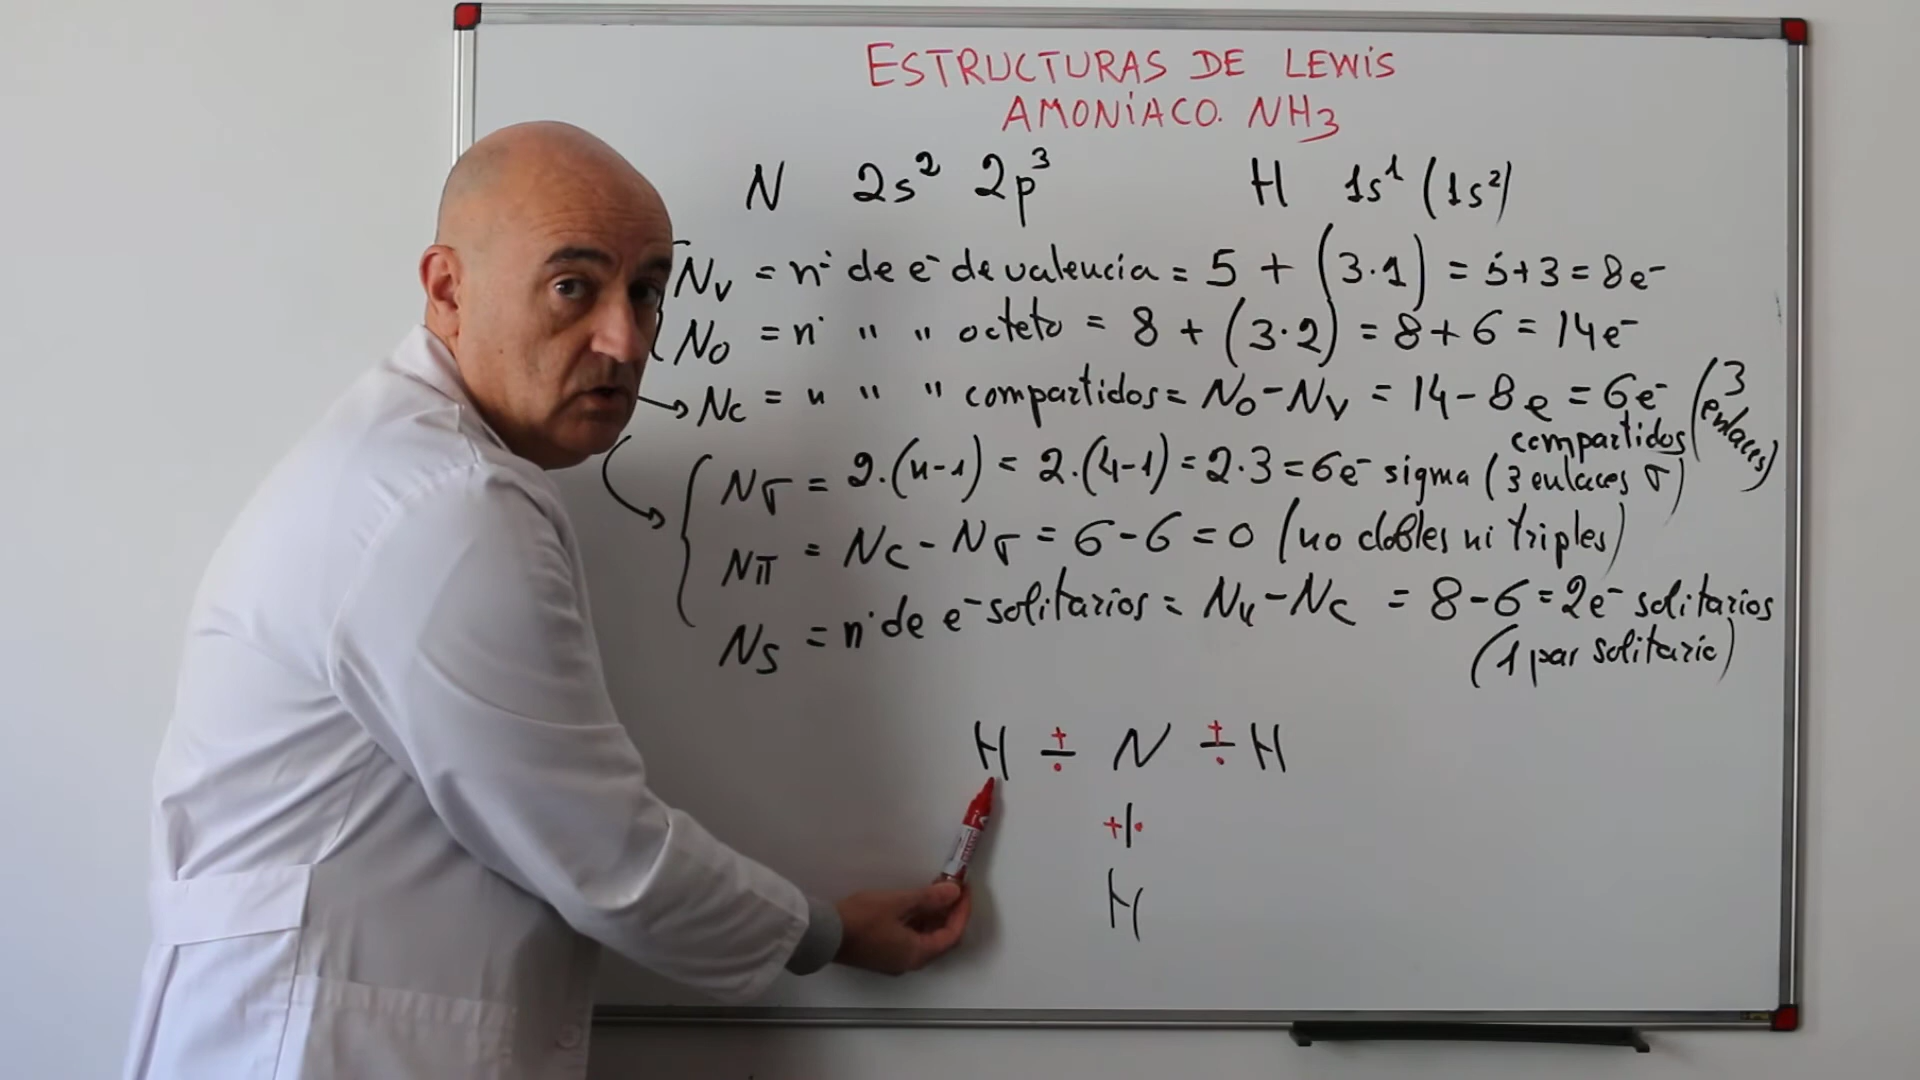 ESTRUCTURAS DE LEWIS
AMONÍACO. NH3
N 2s² 2p³ H 1s¹ (1s²)
Nv = nº de e⁻ de valencia = 5 + (3·1) = 5+3 = 8e⁻
No = nº " " octeto = 8 + (3·2) = 8+6 = 14e⁻
Nc = n " " compartidos = No-Nv = 14-8e = 6e⁻ (3 enlaces)
compartidos
Nσ = 2·(n-1) = 2·(4-1) = 2·3 = 6e⁻ sigma (3 enlaces σ)
Nπ = Nc - Nσ = 6-6 = 0 (no dobles ni triples)
Ns = nº de e⁻ solitarios = Nv-Nc = 8-6 = 2e⁻ solitarios
(1 par solitario)
H + — · N + — · H
+ | ·
H